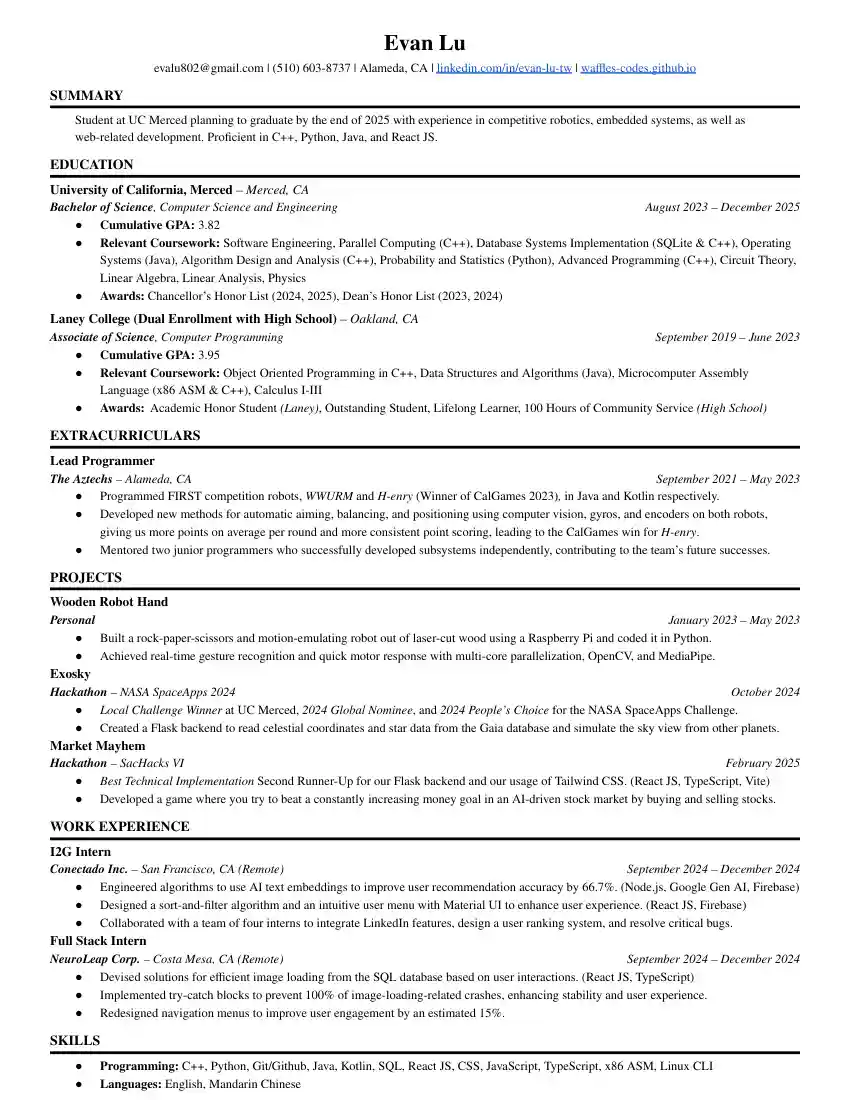 Evan Lu
evalu802@gmail.com | (510) 603-8737 | Alameda, CA | linkedin.com/in/evan-lu-tw | waffles-codes.github.io
SUMMARY
Student at UC Merced planning to graduate by the end of 2025 with experience in competitive robotics, embedded systems, as well as
web-related development. Proficient in C++, Python, Java, and React JS.
EDUCATION
University of California, Merced – Merced, CA
Bachelor of Science, Computer Science and Engineering August 2023 – December 2025
● Cumulative GPA: 3.82
● Relevant Coursework: Software Engineering, Parallel Computing (C++), Database Systems Implementation (SQLite & C++), Operating
Systems (Java), Algorithm Design and Analysis (C++), Probability and Statistics (Python), Advanced Programming (C++), Circuit Theory,
Linear Algebra, Linear Analysis, Physics
● Awards: Chancellor's Honor List (2024, 2025), Dean's Honor List (2023, 2024)
Laney College (Dual Enrollment with High School) – Oakland, CA
Associate of Science, Computer Programming September 2019 – June 2023
● Cumulative GPA: 3.95
● Relevant Coursework: Object Oriented Programming in C++, Data Structures and Algorithms (Java), Microcomputer Assembly
Language (x86 ASM & C++), Calculus I-III
● Awards: Academic Honor Student (Laney), Outstanding Student, Lifelong Learner, 100 Hours of Community Service (High School)
EXTRACURRICULARS
Lead Programmer
The Aztechs – Alameda, CA September 2021 – May 2023
● Programmed FIRST competition robots, WWURM and H-enry (Winner of CalGames 2023), in Java and Kotlin respectively.
● Developed new methods for automatic aiming, balancing, and positioning using computer vision, gyros, and encoders on both robots,
giving us more points on average per round and more consistent point scoring, leading to the CalGames win for H-enry.
● Mentored two junior programmers who successfully developed subsystems independently, contributing to the team's future successes.
PROJECTS
Wooden Robot Hand
Personal January 2023 – May 2023
● Built a rock-paper-scissors and motion-emulating robot out of laser-cut wood using a Raspberry Pi and coded it in Python.
● Achieved real-time gesture recognition and quick motor response with multi-core parallelization, OpenCV, and MediaPipe.
Exosky
Hackathon – NASA SpaceApps 2024 October 2024
● Local Challenge Winner at UC Merced, 2024 Global Nominee, and 2024 People's Choice for the NASA SpaceApps Challenge.
● Created a Flask backend to read celestial coordinates and star data from the Gaia database and simulate the sky view from other planets.
Market Mayhem
Hackathon – SacHacks VI February 2025
● Best Technical Implementation Second Runner-Up for our Flask backend and our usage of Tailwind CSS. (React JS, TypeScript, Vite)
● Developed a game where you try to beat a constantly increasing money goal in an AI-driven stock market by buying and selling stocks.
WORK EXPERIENCE
I2G Intern
Conectado Inc. – San Francisco, CA (Remote) September 2024 – December 2024
● Engineered algorithms to use AI text embeddings to improve user recommendation accuracy by 66.7%. (Node.js, Google Gen AI, Firebase)
● Designed a sort-and-filter algorithm and an intuitive user menu with Material UI to enhance user experience. (React JS, Firebase)
● Collaborated with a team of four interns to integrate LinkedIn features, design a user ranking system, and resolve critical bugs.
Full Stack Intern
NeuroLeap Corp. – Costa Mesa, CA (Remote) September 2024 – December 2024
● Devised solutions for efficient image loading from the SQL database based on user interactions. (React JS, TypeScript)
● Implemented try-catch blocks to prevent 100% of image-loading-related crashes, enhancing stability and user experience.
● Redesigned navigation menus to improve user engagement by an estimated 15%.
SKILLS
● Programming: C++, Python, Git/Github, Java, Kotlin, SQL, React JS, CSS, JavaScript, TypeScript, x86 ASM, Linux CLI
● Languages: English, Mandarin Chinese